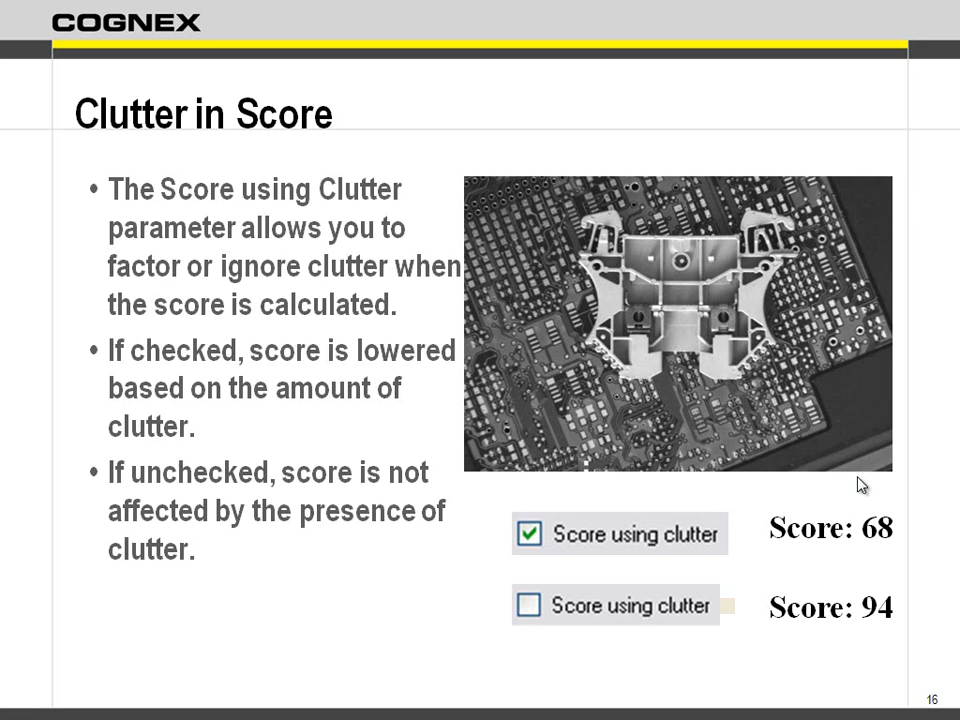 COGNEX
Clutter in Score
• The Score using Clutter
parameter allows you to
factor or ignore clutter when
the score is calculated.
• If checked, score is lowered
based on the amount of
clutter.
• If unchecked, score is not
affected by the presence of
clutter.
Score using clutter
Score: 68
Score using clutter
Score: 94
16